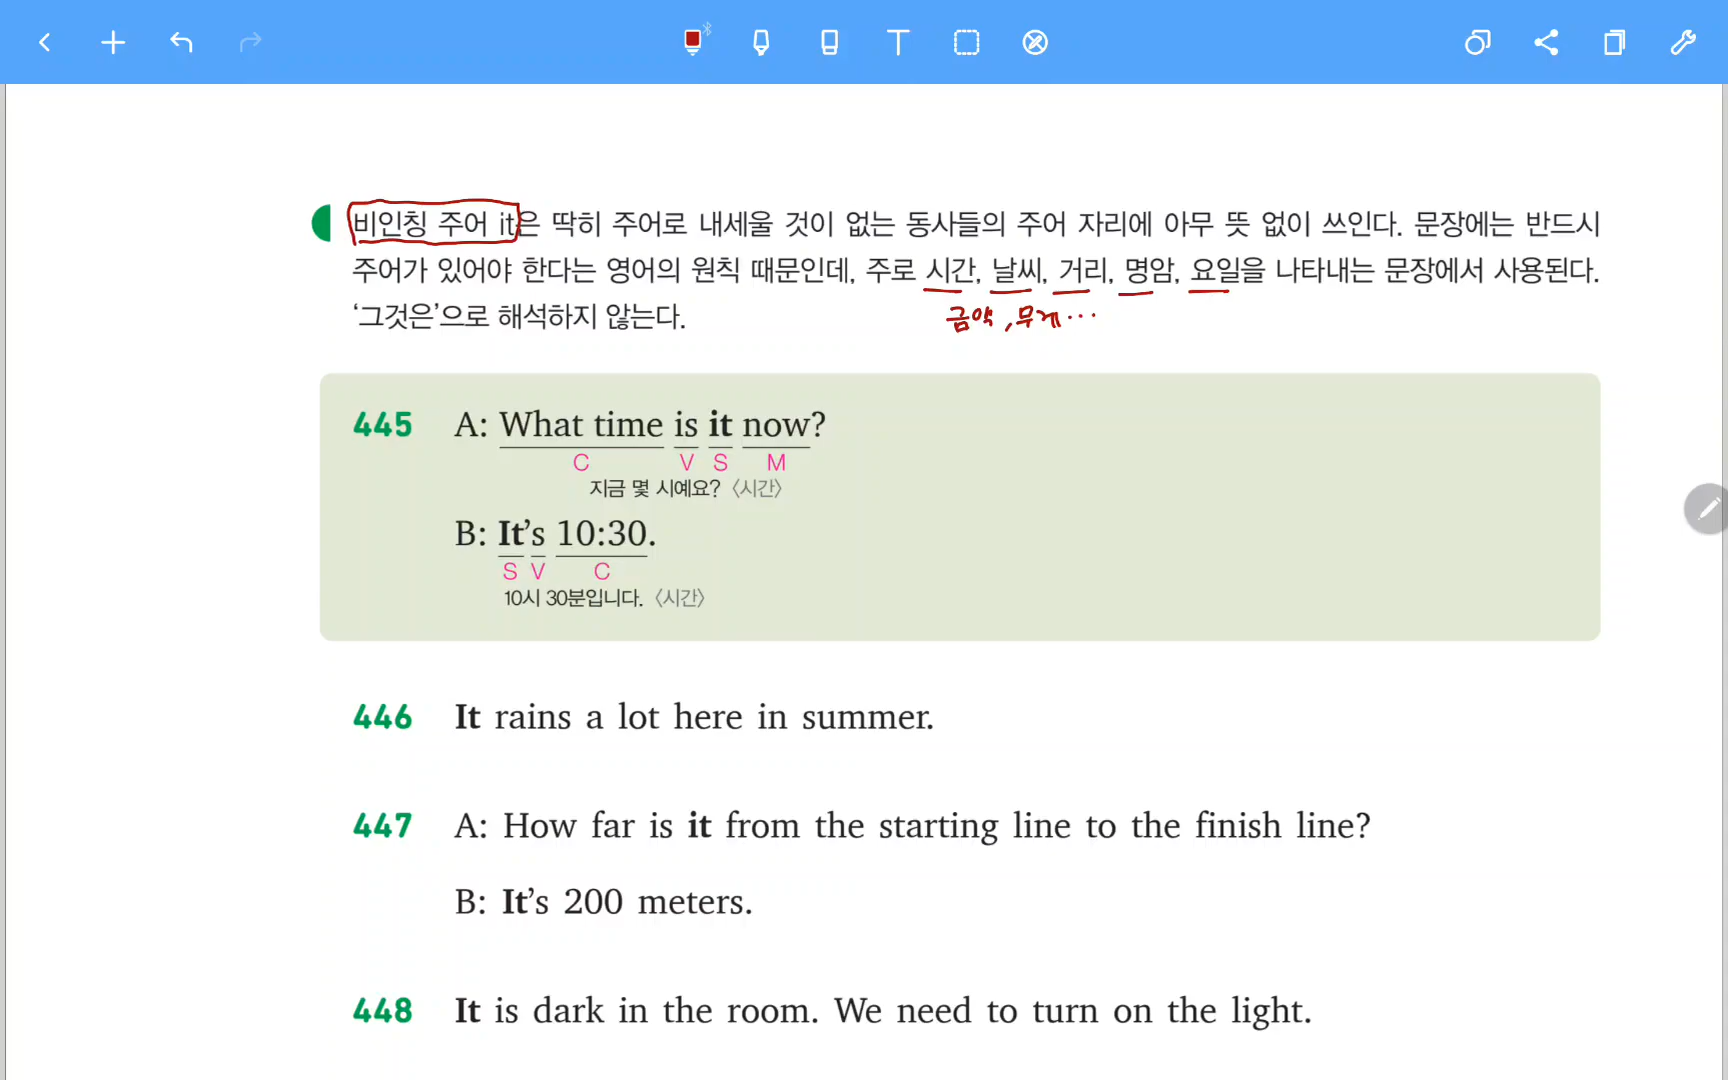 비인칭 주어 it은 딱히 주어로 내세울 것이 없는 동사들의 주어 자리에 아무 뜻 없이 쓰인다. 문장에는 반드시
주어가 있어야 한다는 영어의 원칙 때문인데, 주로 시간, 날씨, 거리, 명암, 요일을 나타내는 문장에서 사용된다.
‘그것은’으로 해석하지 않는다.
금액, 무게···
445 A: What time is it now?
C V S M
지금 몇 시예요? 〈시간〉
B: It’s 10:30.
S V C
10시 30분입니다. 〈시간〉
446 It rains a lot here in summer.
447 A: How far is it from the starting line to the finish line?
B: It’s 200 meters.
448 It is dark in the room. We need to turn on the light.